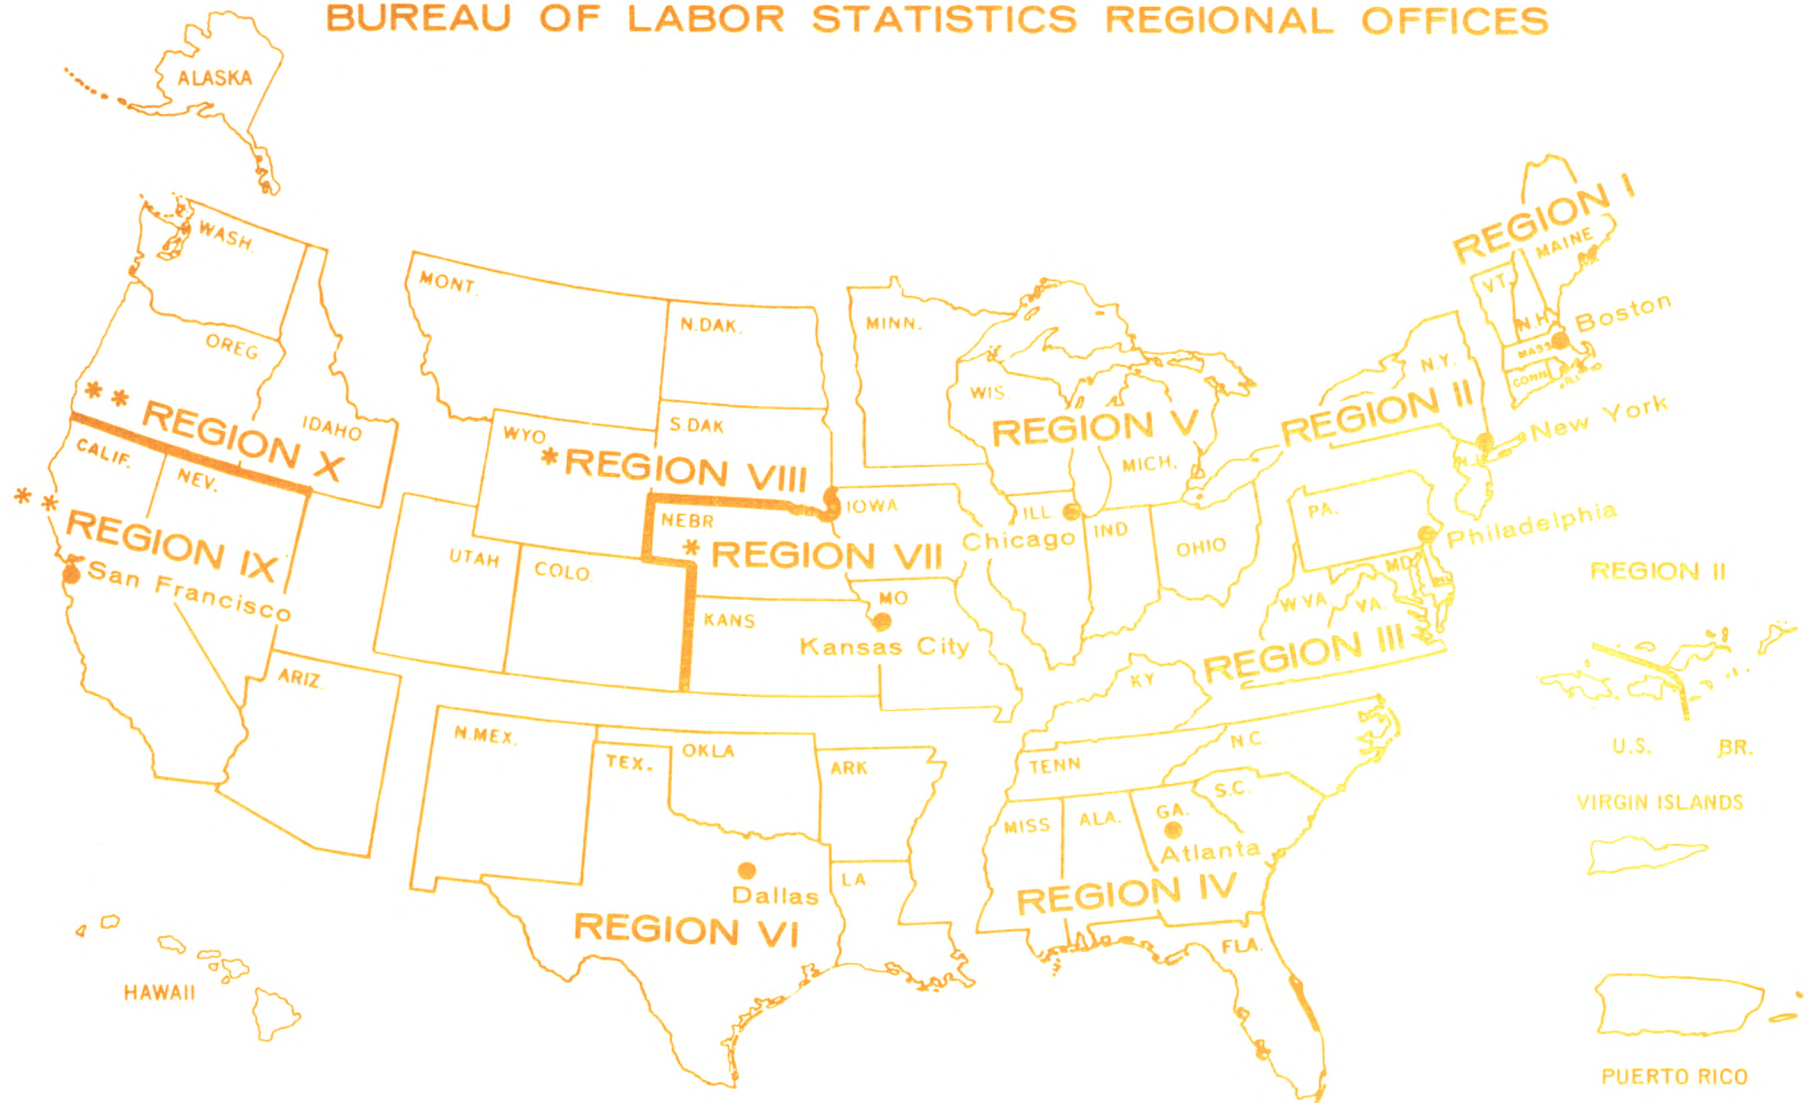 BUREAU OF LABOR STATISTICS REGIONAL OFFICES
ALASKA
REGION I
MAINE
VT.
N.H.
Boston
MASS
CONN
R.I.
WASH.
OREG
IDAHO
** REGION X
MONT.
N.DAK.
S.DAK
WYO
* REGION VIII
UTAH
COLO.
MINN.
WIS.
REGION V
MICH.
ILL.
Chicago
IND
OHIO
N.Y.
REGION II
New York
N.J.
PA.
Philadelphia
MD
W.VA
VA.
REGION III
CALIF.
NEV.
** REGION IX
San Francisco
ARIZ.
NEBR
IOWA
* REGION VII
KANS
MO
Kansas City
KY
TENN
N.C.
S.C.
MISS
ALA.
GA.
Atlanta
REGION IV
FLA.
N.MEX.
TEX.
OKLA
ARK
LA
Dallas
REGION VI
HAWAII
REGION II
U.S.
BR.
VIRGIN ISLANDS
PUERTO RICO